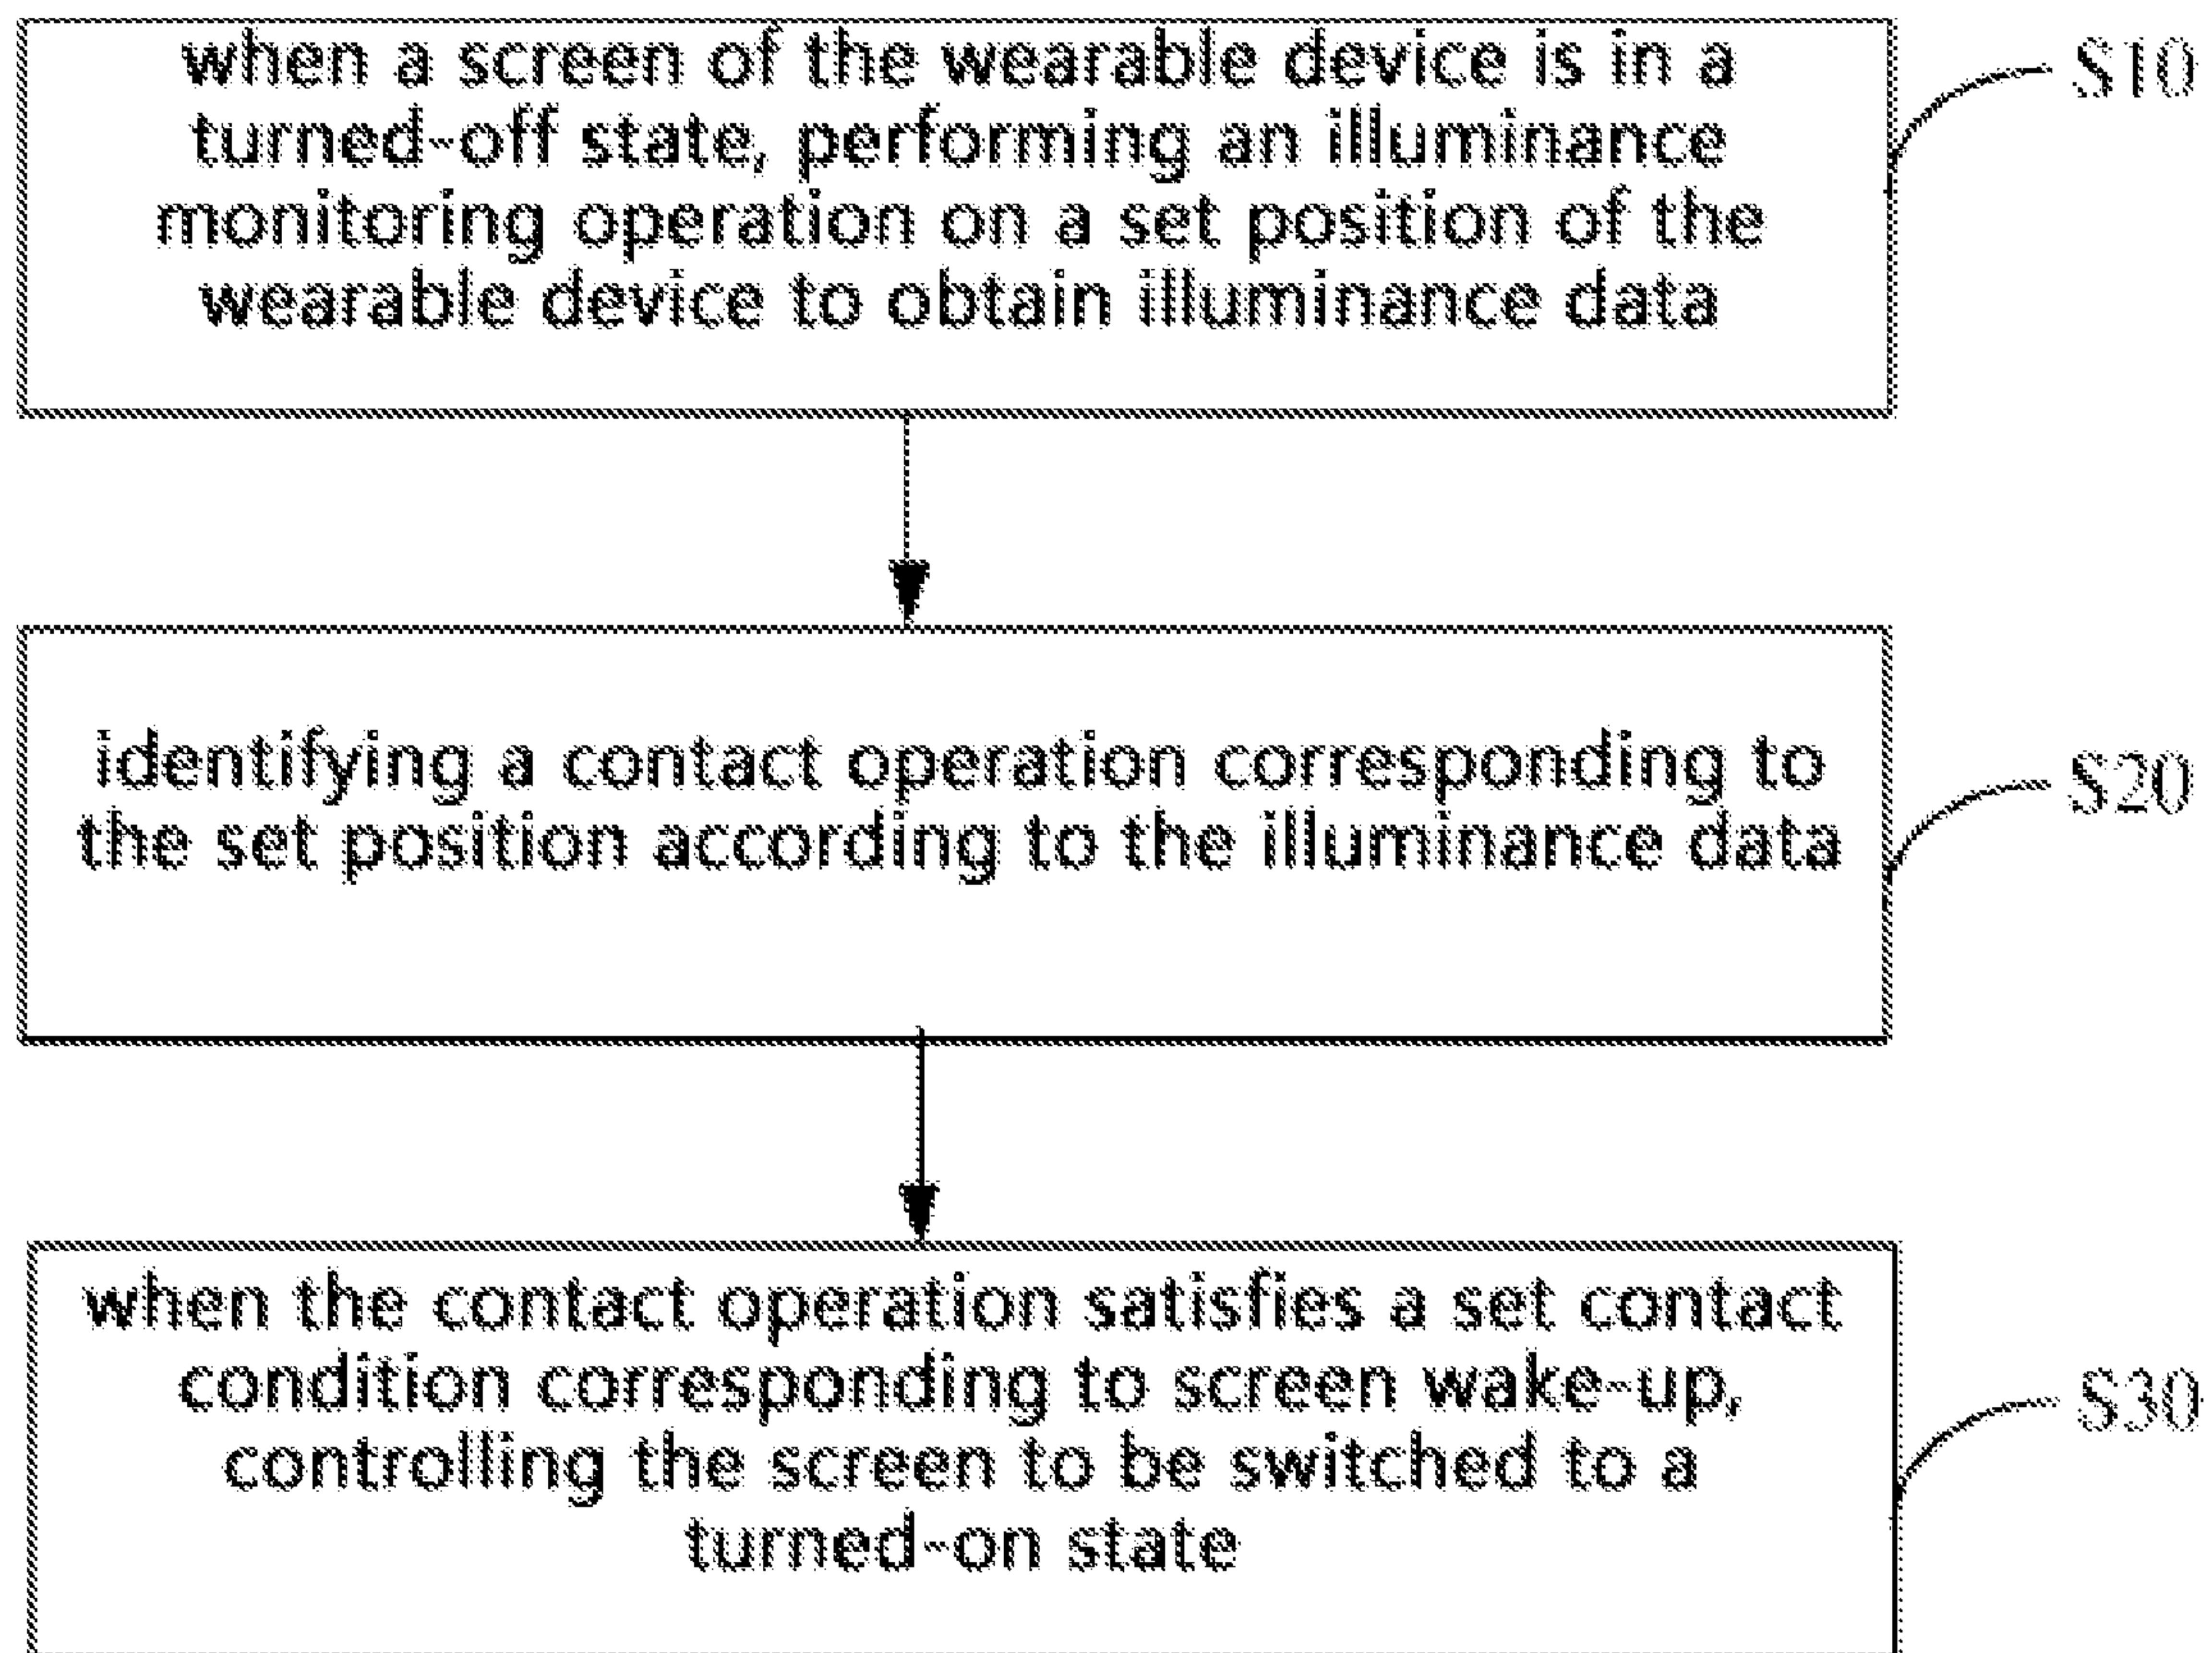 when a screen of the wearable device is in a
turned-off state, performing an illuminance
monitoring operation on a set position of the
wearable device to obtain illuminance data
S10
identifying a contact operation corresponding to
the set position according to the illuminance data
S20
when the contact operation satisfies a set contact
condition corresponding to screen wake-up,
controlling the screen to be switched to a
turned-on state
S30